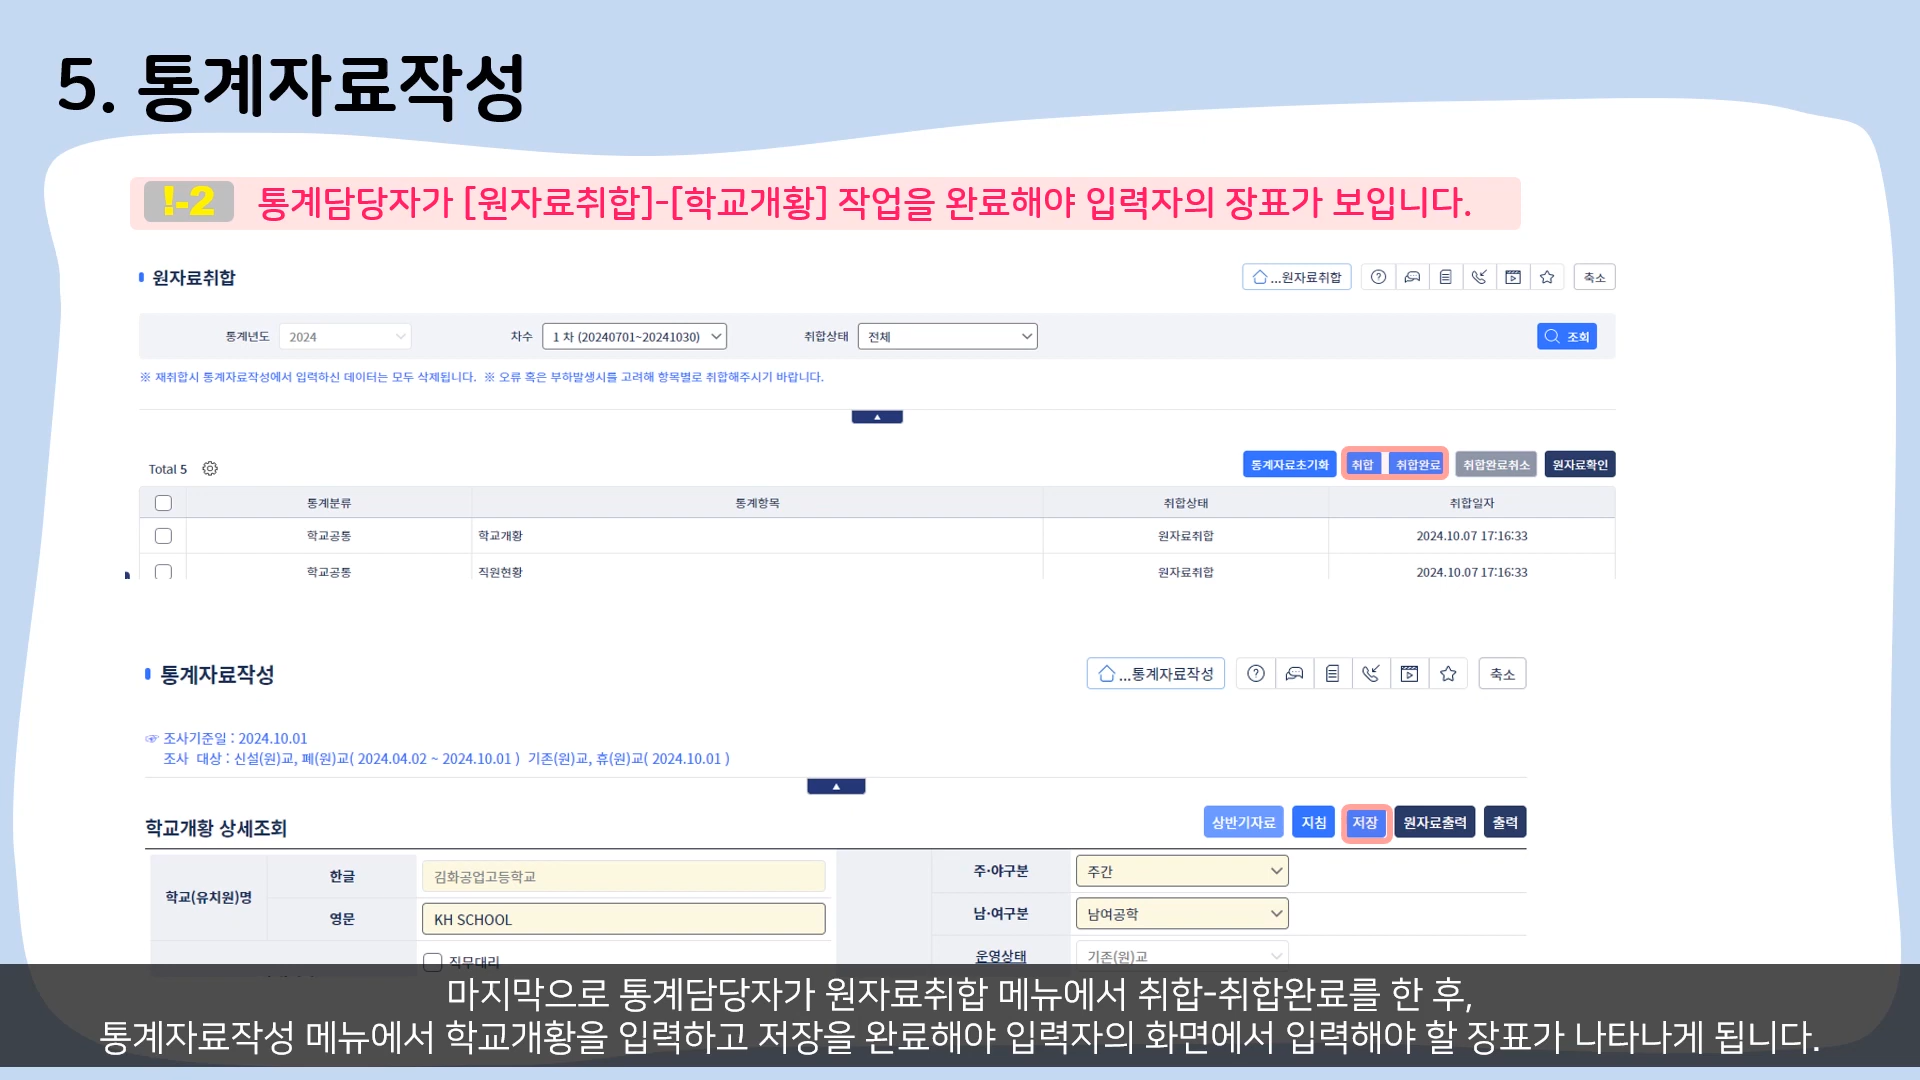 5. 통계자료작성
!-2 통계담당자가 [원자료취합]-[학교개황] 작업을 완료해야 입력자의 장표가 보입니다.
원자료취합
...원자료취합
축소
통계년도 2024 차수 1 차 (20240701~20241030) 취합상태 전체 조회
※ 재취합시 통계자료작성에서 입력하신 데이터는 모두 삭제됩니다. ※ 오류 혹은 부하발생시를 고려해 항목별로 취합해주시기 바랍니다.
Total 5 통계자료초기화 취합 취합완료 취합완료취소 원자료확인
통계분류 통계항목 취합상태 취합일자
학교공통 학교개황 원자료취합 2024.10.07 17:16:33
학교공통 직원현황 원자료취합 2024.10.07 17:16:33
통계자료작성
...통계자료작성
축소
☞ 조사기준일 : 2024.10.01
조사 대상 : 신설(원)교, 폐(원)교( 2024.04.02 ~ 2024.10.01 ) 기존(원)교, 휴(원)교( 2024.10.01 )
학교개황 상세조회 상반기자료 지침 저장 원자료출력 출력
학교(유치원)명 한글 김화공업고등학교 주·야구분 주간
영문 KH SCHOOL 남·여구분 남여공학
직무대리 운영상태 기존(원)교
마지막으로 통계담당자가 원자료취합 메뉴에서 취합-취합완료를 한 후,
통계자료작성 메뉴에서 학교개황을 입력하고 저장을 완료해야 입력자의 화면에서 입력해야 할 장표가 나타나게 됩니다.